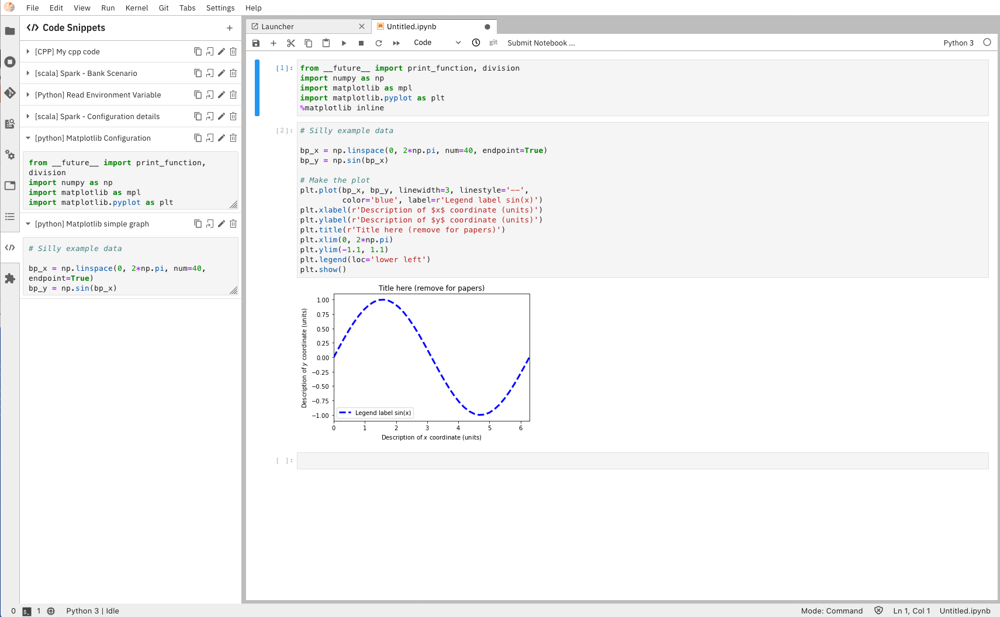 File Edit View Run Kernel Git Tabs Settings Help
</> Code Snippets +
[CPP] My cpp code
[scala] Spark - Bank Scenario
[Python] Read Environment Variable
[scala] Spark - Configuration details
[python] Matplotlib Configuration
from __future__ import print_function,
division
import numpy as np
import matplotlib as mpl
import matplotlib.pyplot as plt
[python] Matplotlib simple graph
# Silly example data
bp_x = np.linspace(0, 2*np.pi, num=40,
endpoint=True)
bp_y = np.sin(bp_x)
Launcher
Untitled.ipynb
Code git Submit Notebook ... Python 3
[1]: from __future__ import print_function, division
import numpy as np
import matplotlib as mpl
import matplotlib.pyplot as plt
%matplotlib inline
[2]: # Silly example data
bp_x = np.linspace(0, 2*np.pi, num=40, endpoint=True)
bp_y = np.sin(bp_x)
# Make the plot
plt.plot(bp_x, bp_y, linewidth=3, linestyle='--',
color='blue', label=r'Legend label sin(x)')
plt.xlabel(r'Description of $x$ coordinate (units)')
plt.ylabel(r'Description of $y$ coordinate (units)')
plt.title(r'Title here (remove for papers)')
plt.xlim(0, 2*np.pi)
plt.ylim(-1.1, 1.1)
plt.legend(loc='lower left')
plt.show()
Title here (remove for papers)
Description of y coordinate (units)
1.00
0.75
0.50
0.25
0.00
−0.25
−0.50
−0.75
−1.00
Legend label sin(x)
0 1 2 3 4 5 6
Description of x coordinate (units)
[ ]:
0 $_ 1 Python 3 | Idle Mode: Command Ln 1, Col 1 Untitled.ipynb